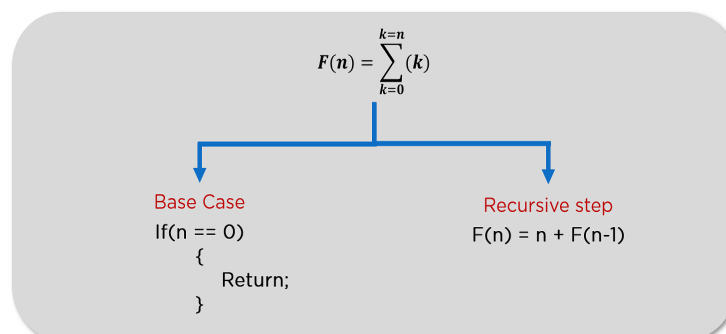 k=n
F(n) = ∑(k)
k=0
Base Case
If(n == 0)
{
Return;
}
Recursive step
F(n) = n + F(n-1)